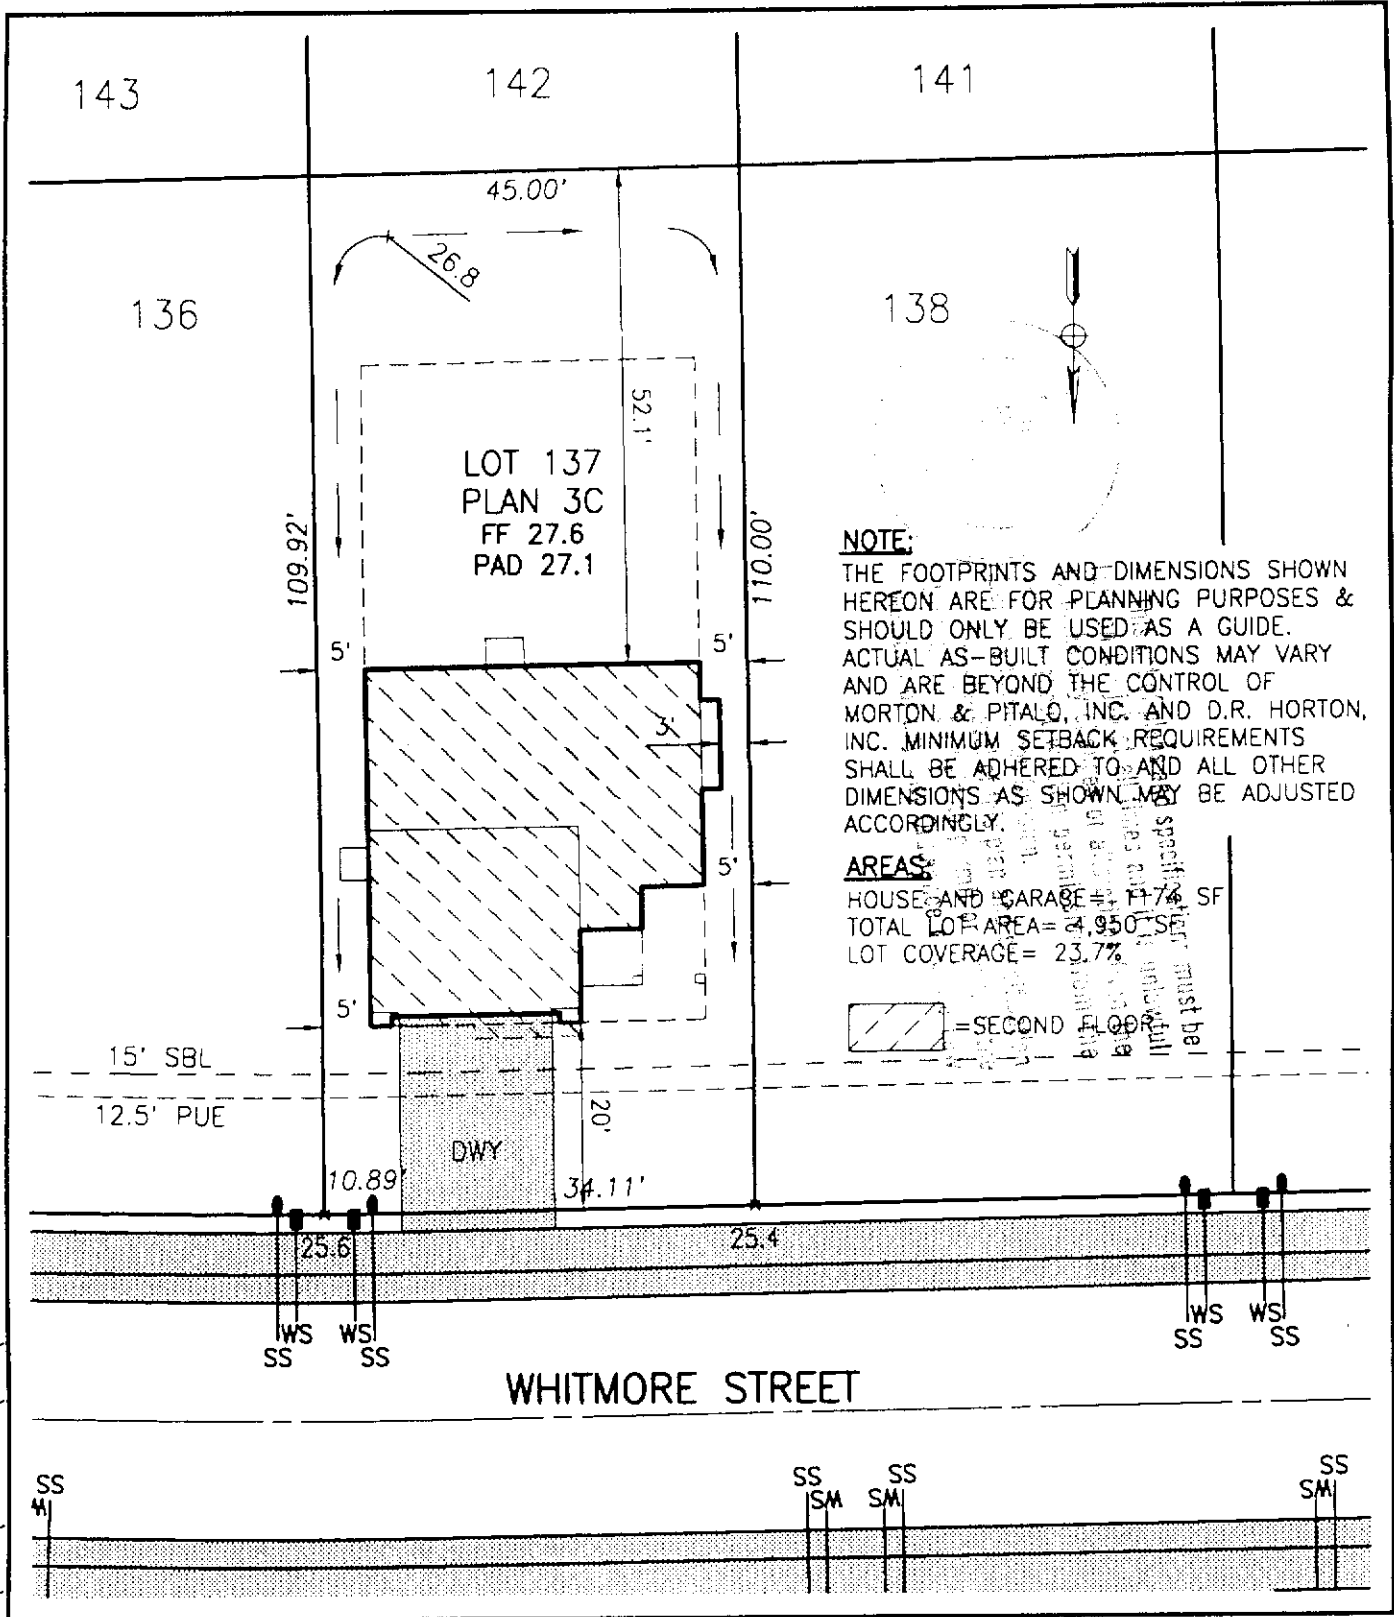 143
142
141
45.00'
26.8
136
138
52.1'
LOT 137
PLAN 3C
FF 27.6
PAD 27.1
109.92'
110.00'
NOTE:
THE FOOTPRINTS AND DIMENSIONS SHOWN
HEREON ARE FOR PLANNING PURPOSES &
SHOULD ONLY BE USED AS A GUIDE.
ACTUAL AS-BUILT CONDITIONS MAY VARY
AND ARE BEYOND THE CONTROL OF
MORTON & PITALO, INC. AND D.R. HORTON,
INC. MINIMUM SETBACK REQUIREMENTS
SHALL BE ADHERED TO AND ALL OTHER
DIMENSIONS AS SHOWN MAY BE ADJUSTED
ACCORDINGLY.
5'
5'
3'
5'
5'
AREAS:
HOUSE AND GARAGE= 1174 SF
TOTAL LOT AREA= 4,950 SF
LOT COVERAGE= 23.7%
=SECOND FLOOR
must be
15' SBL
12.5' PUE
20'
DWY
10.89'
34.11'
25.6
25.4
WS WS WS WS
SS SS SS SS
WHITMORE STREET
SS SS SS SS
SM SM SM